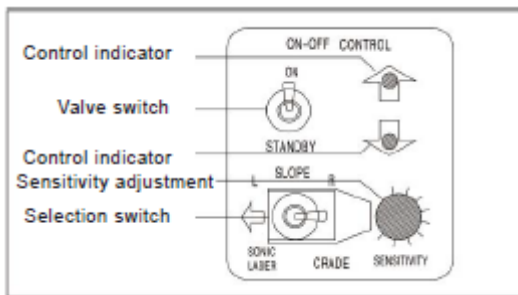 Control indicator
Valve switch
Control indicator
Sensitivity adjustment
Selection switch
ON-OFF CONTROL
ON
STANDBY
SLOPE
L R
SONIC
LASER
CRADE
SENSITIVITY